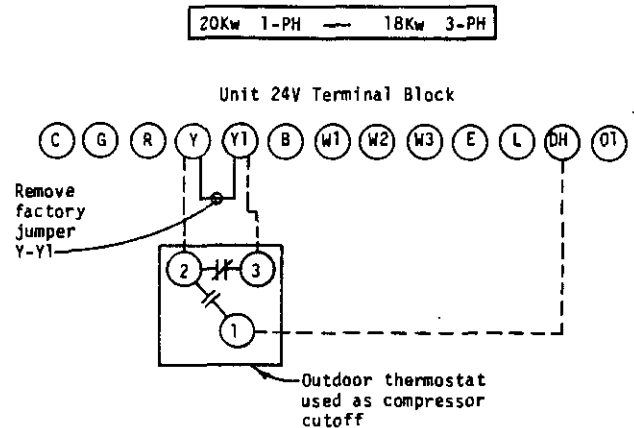 20Kw 1-PH — 18Kw 3-PH
Unit 24V Terminal Block
C G R Y Y1 B W1 W2 W3 E L DH OT
Remove
factory
jumper
Y-Y1
2 3
1
Outdoor thermostat
used as compressor
cutoff